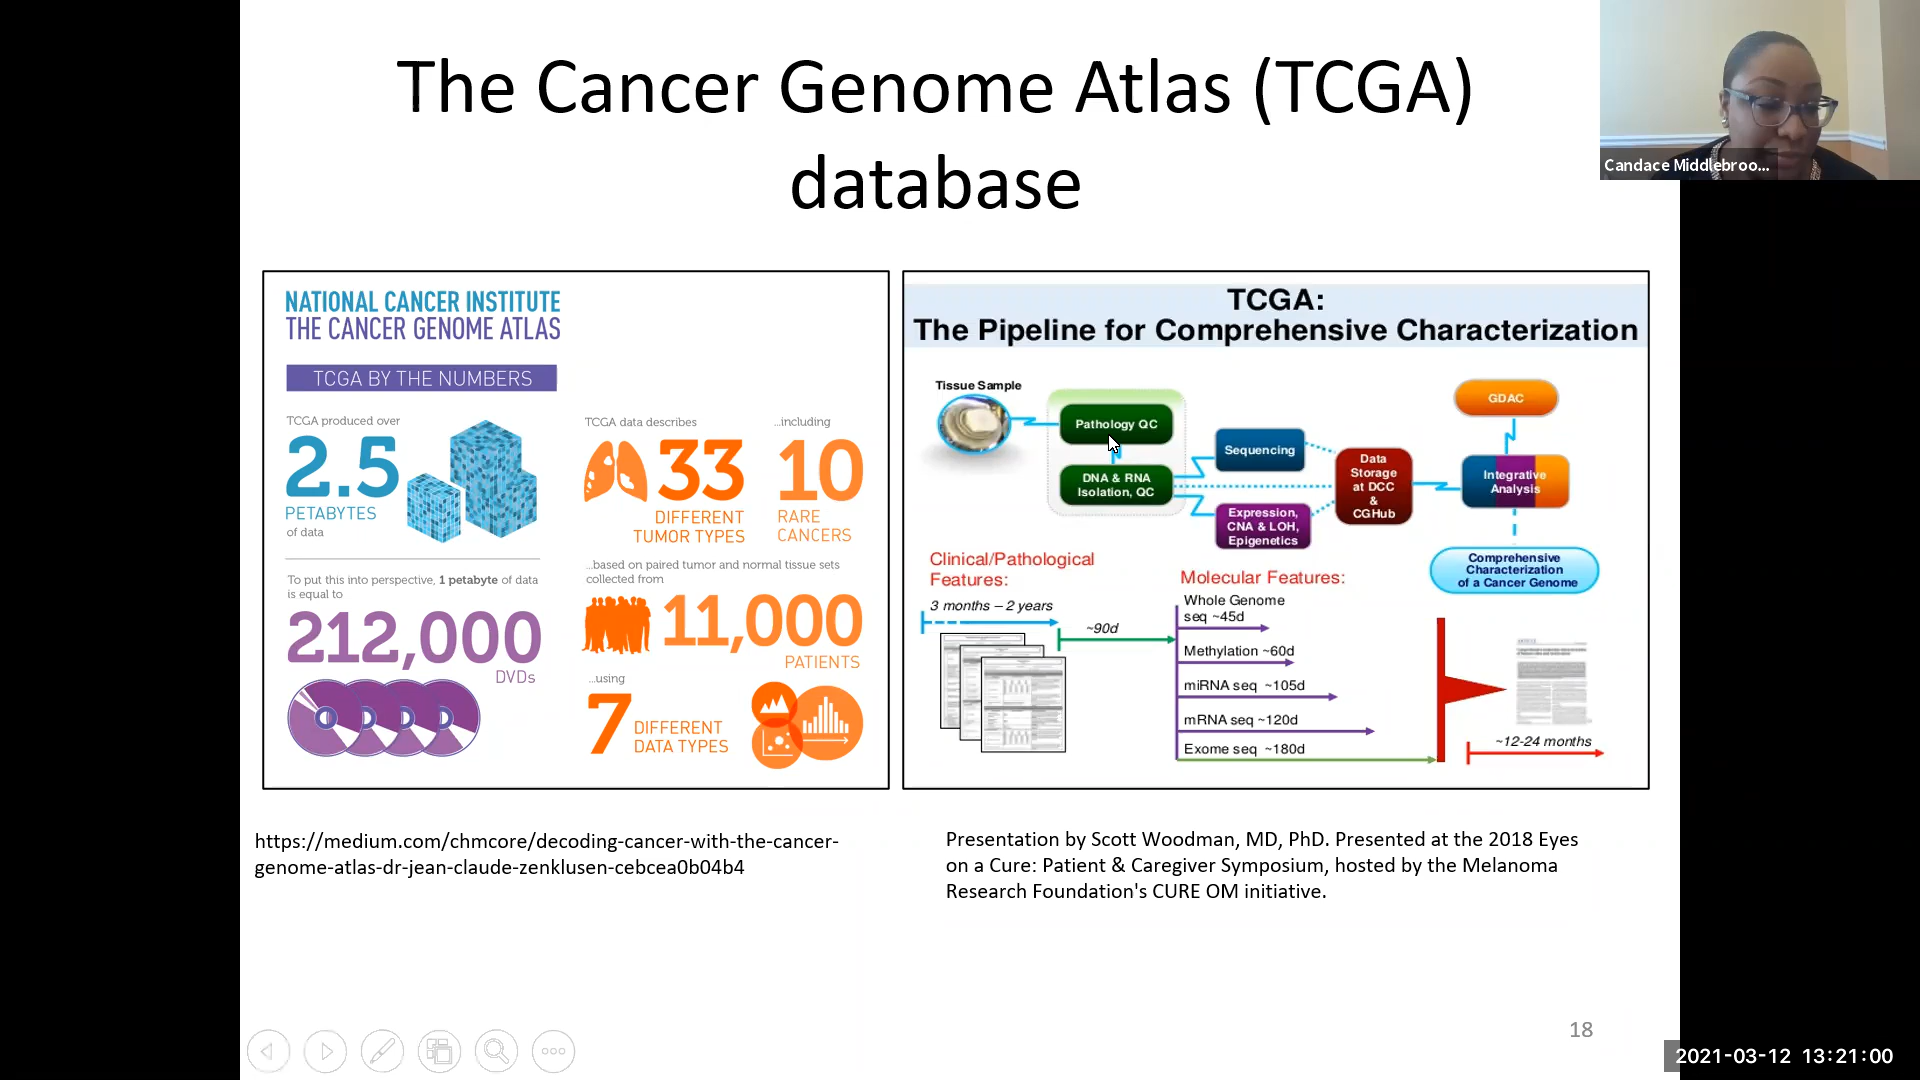 The Cancer Genome Atlas (TCGA)
database
Candace Middlebroo...
NATIONAL CANCER INSTITUTE
THE CANCER GENOME ATLAS
TCGA BY THE NUMBERS
TCGA produced over
2.5
PETABYTES
of data
To put this into perspective, 1 petabyte of data
is equal to
212,000
DVDs
TCGA data describes
33
DIFFERENT
TUMOR TYPES
...including
10
RARE
CANCERS
...based on paired tumor and normal tissue sets
collected from
11,000
PATIENTS
...using
7
DIFFERENT
DATA TYPES
TCGA:
The Pipeline for Comprehensive Characterization
Tissue Sample
Pathology QC
DNA & RNA
Isolation, QC
Sequencing
Expression,
CNA & LOH,
Epigenetics
Data
Storage
at DCC
&
CGHub
GDAC
Integrative
Analysis
Comprehensive
Characterization
of a Cancer Genome
Clinical/Pathological
Features:
3 months – 2 years
~90d
Molecular Features:
Whole Genome
seq ~45d
Methylation ~60d
miRNA seq ~105d
mRNA seq ~120d
Exome seq ~180d
~12-24 months
https://medium.com/chmcore/decoding-cancer-with-the-cancer-
genome-atlas-dr-jean-claude-zenklusen-cebcea0b04b4
Presentation by Scott Woodman, MD, PhD. Presented at the 2018 Eyes
on a Cure: Patient & Caregiver Symposium, hosted by the Melanoma
Research Foundation's CURE OM initiative.
18
2021-03-12 13:21:00